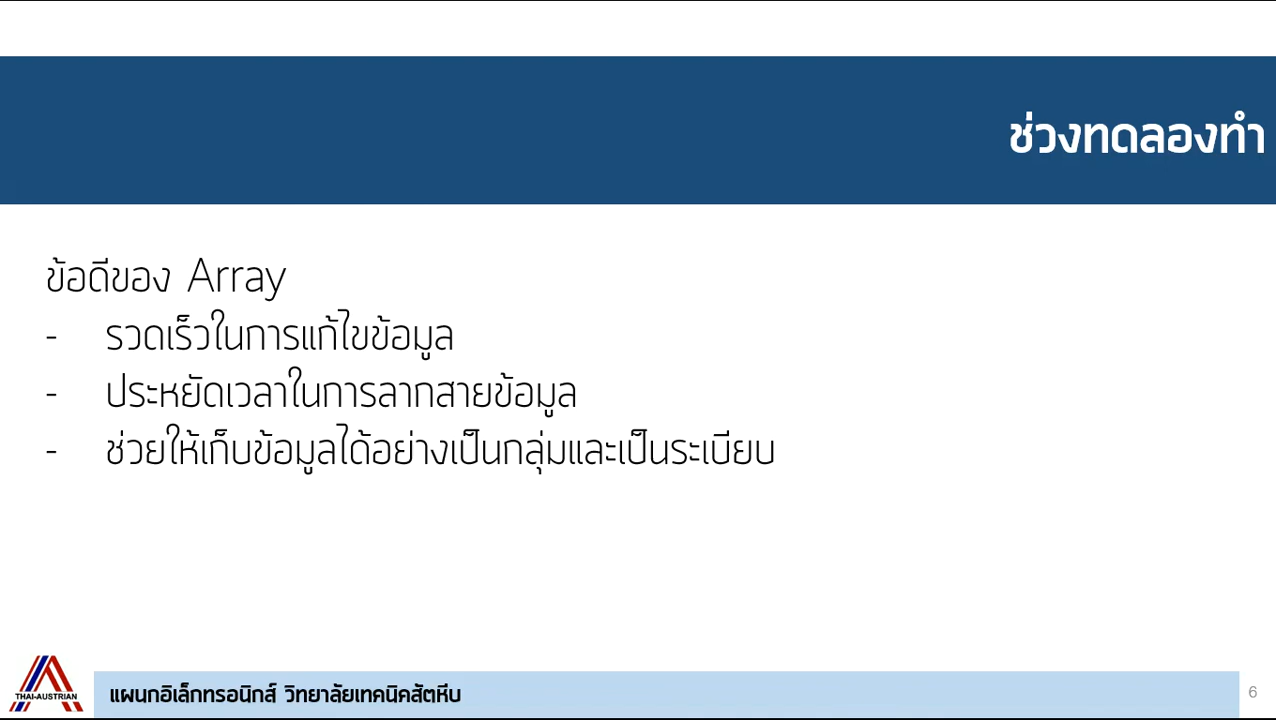 ช่วงทดลองทำ
ข้อดีของ Array
- รวดเร็วในการแก้ไขข้อมูล
- ประหยัดเวลาในการลากสายข้อมูล
- ช่วยให้เก็บข้อมูลได้อย่างเป็นกลุ่มและเป็นระเบียบ
THAI-AUSTRIAN
แผนกอิเล็กทรอนิกส์ วิทยาลัยเทคนิคสัตหีบ
6